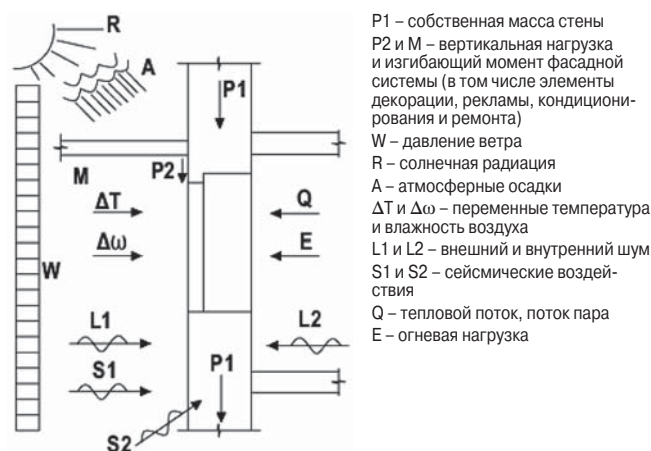 R
A
P1
P2
M
ΔT
Q
Δω
E
W
L1
L2
S1
P1
S2
P1 – собственная масса стены
P2 и M – вертикальная нагрузка
и изгибающий момент фасадной
системы (в том числе элементы
декорации, рекламы, кондициони-
рования и ремонта)
W – давление ветра
R – солнечная радиация
A – атмосферные осадки
ΔT и Δω – переменные температура
и влажность воздуха
L1 и L2 – внешний и внутренний шум
S1 и S2 – сейсмические воздей-
ствия
Q – тепловой поток, поток пара
E – огневая нагрузка